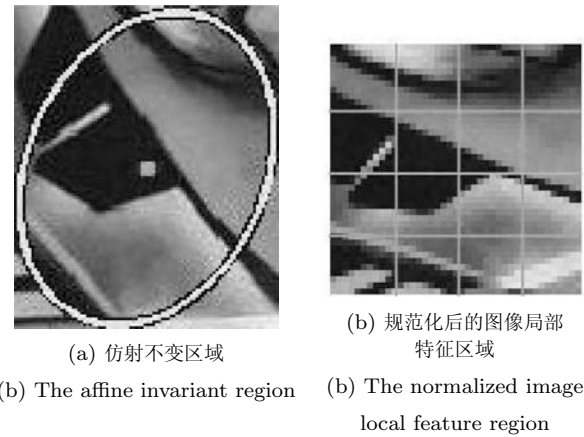 (a) 仿射不变区域
(b) The affine invariant region
(b) 规范化后的图像局部
特征区域
(b) The normalized image
local feature region